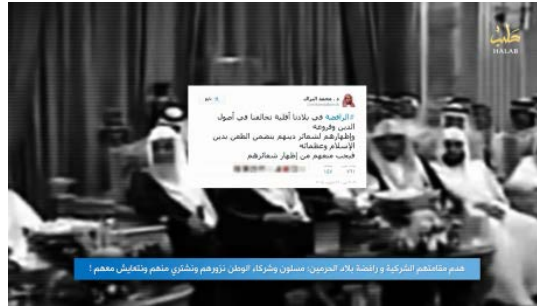 حلب
HALAB
د . محمد البراك
#الرافضة في بلادنا أقلية تخالفنا في أصول
الدين وفروعه
وإظهارهم لشعائر دينهم يتضمن الطعن بدين
الإسلام وعظمائه
فيجب منعهم من إظهار شعائرهم
هدم مقامتهم الشركية و رافضة بلاد الحرمين: مسلمون وشركاء الوطن نزورهم ونشتري منهم ونتعايش معهم !